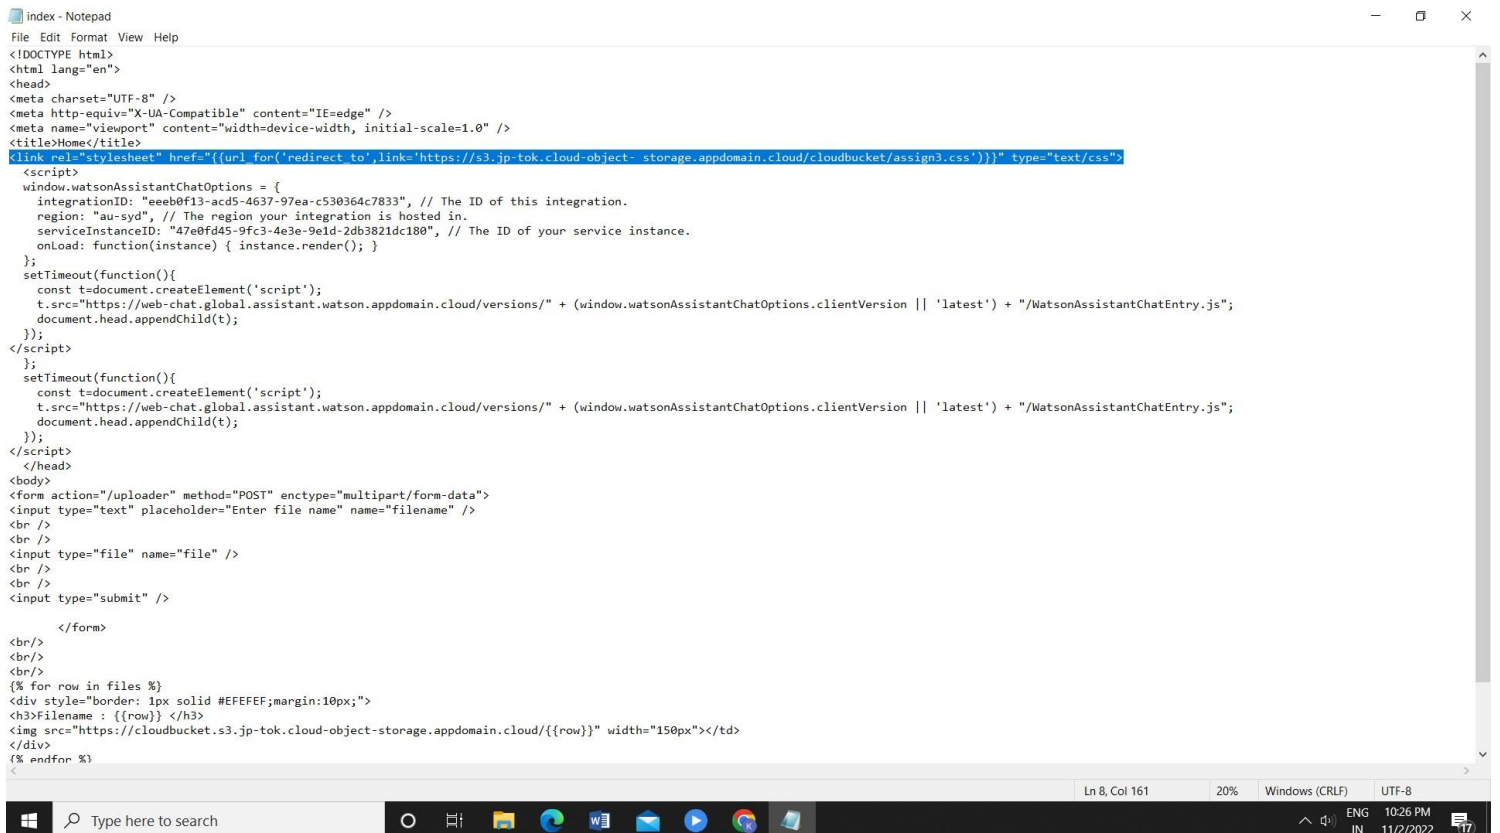 index - Notepad
File Edit Format View Help
<!DOCTYPE html>
<html lang="en">
<head>
<meta charset="UTF-8" />
<meta http-equiv="X-UA-Compatible" content="IE=edge" />
<meta name="viewport" content="width=device-width, initial-scale=1.0" />
<title>Home</title>
<link rel="stylesheet" href="{{url_for('redirect_to',link='https://s3.jp-tok.cloud-object- storage.appdomain.cloud/cloudbucket/assign3.css')}}" type="text/css">
  <script>
  window.watsonAssistantChatOptions = {
    integrationID: "eeeb0f13-acd5-4637-97ea-c530364c7833", // The ID of this integration.
    region: "au-syd", // The region your integration is hosted in.
    serviceInstanceID: "47e0fd45-9fc3-4e3e-9e1d-2db3821dc180", // The ID of your service instance.
    onLoad: function(instance) { instance.render(); }
  };
  setTimeout(function(){
    const t=document.createElement('script');
    t.src="https://web-chat.global.assistant.watson.appdomain.cloud/versions/" + (window.watsonAssistantChatOptions.clientVersion || 'latest') + "/WatsonAssistantChatEntry.js";
    document.head.appendChild(t);
  });
</script>
  };
  setTimeout(function(){
    const t=document.createElement('script');
    t.src="https://web-chat.global.assistant.watson.appdomain.cloud/versions/" + (window.watsonAssistantChatOptions.clientVersion || 'latest') + "/WatsonAssistantChatEntry.js";
    document.head.appendChild(t);
  });
</script>
  </head>
<body>
<form action="/uploader" method="POST" enctype="multipart/form-data">
<input type="text" placeholder="Enter file name" name="filename" />
<br />
<br />
<input type="file" name="file" />
<br />
<br />
<input type="submit" />
       </form>
<br/>
<br/>
<br/>
{% for row in files %}
<div style="border: 1px solid #EFEFEF;margin:10px;">
<h3>Filename : {{row}} </h3>
<img src="https://cloudbucket.s3.jp-tok.cloud-object-storage.appdomain.cloud/{{row}}" width="150px"></td>
</div>
{% endfor %}
Ln 8, Col 161 20% Windows (CRLF) UTF-8
Type here to search
ENG 10:26 PM
IN 11/2/2022 17